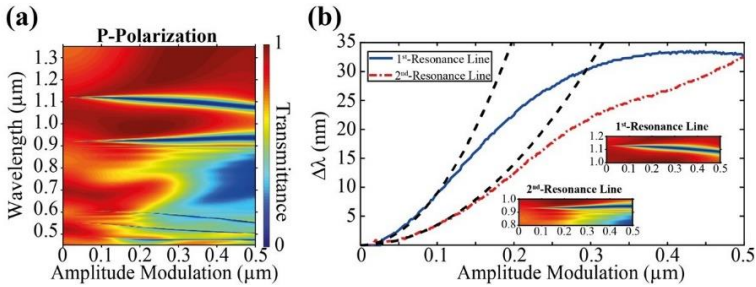 (a)
P-Polarization
1.3
1.2
1.1
1.0
0.9
0.8
0.7
0.6
0.5
Wavelength (µm)
0 0.1 0.2 0.3 0.4 0.5
Amplitude Modulation (µm)
1
Transmittance
0
(b)
35
30
25
20
15
10
5
0
Δλ (nm)
1st-Resonance Line
2nd-Resonance Line
1st-Resonance Line
1.2
1.1
1.0
0 0.1 0.2 0.3 0.4 0.5
2nd-Resonance Line
1.0
0.9
0.8
0 0.1 0.2 0.3 0.4 0.5
0 0.1 0.2 0.3 0.4 0.5
Amplitude Modulation (µm)